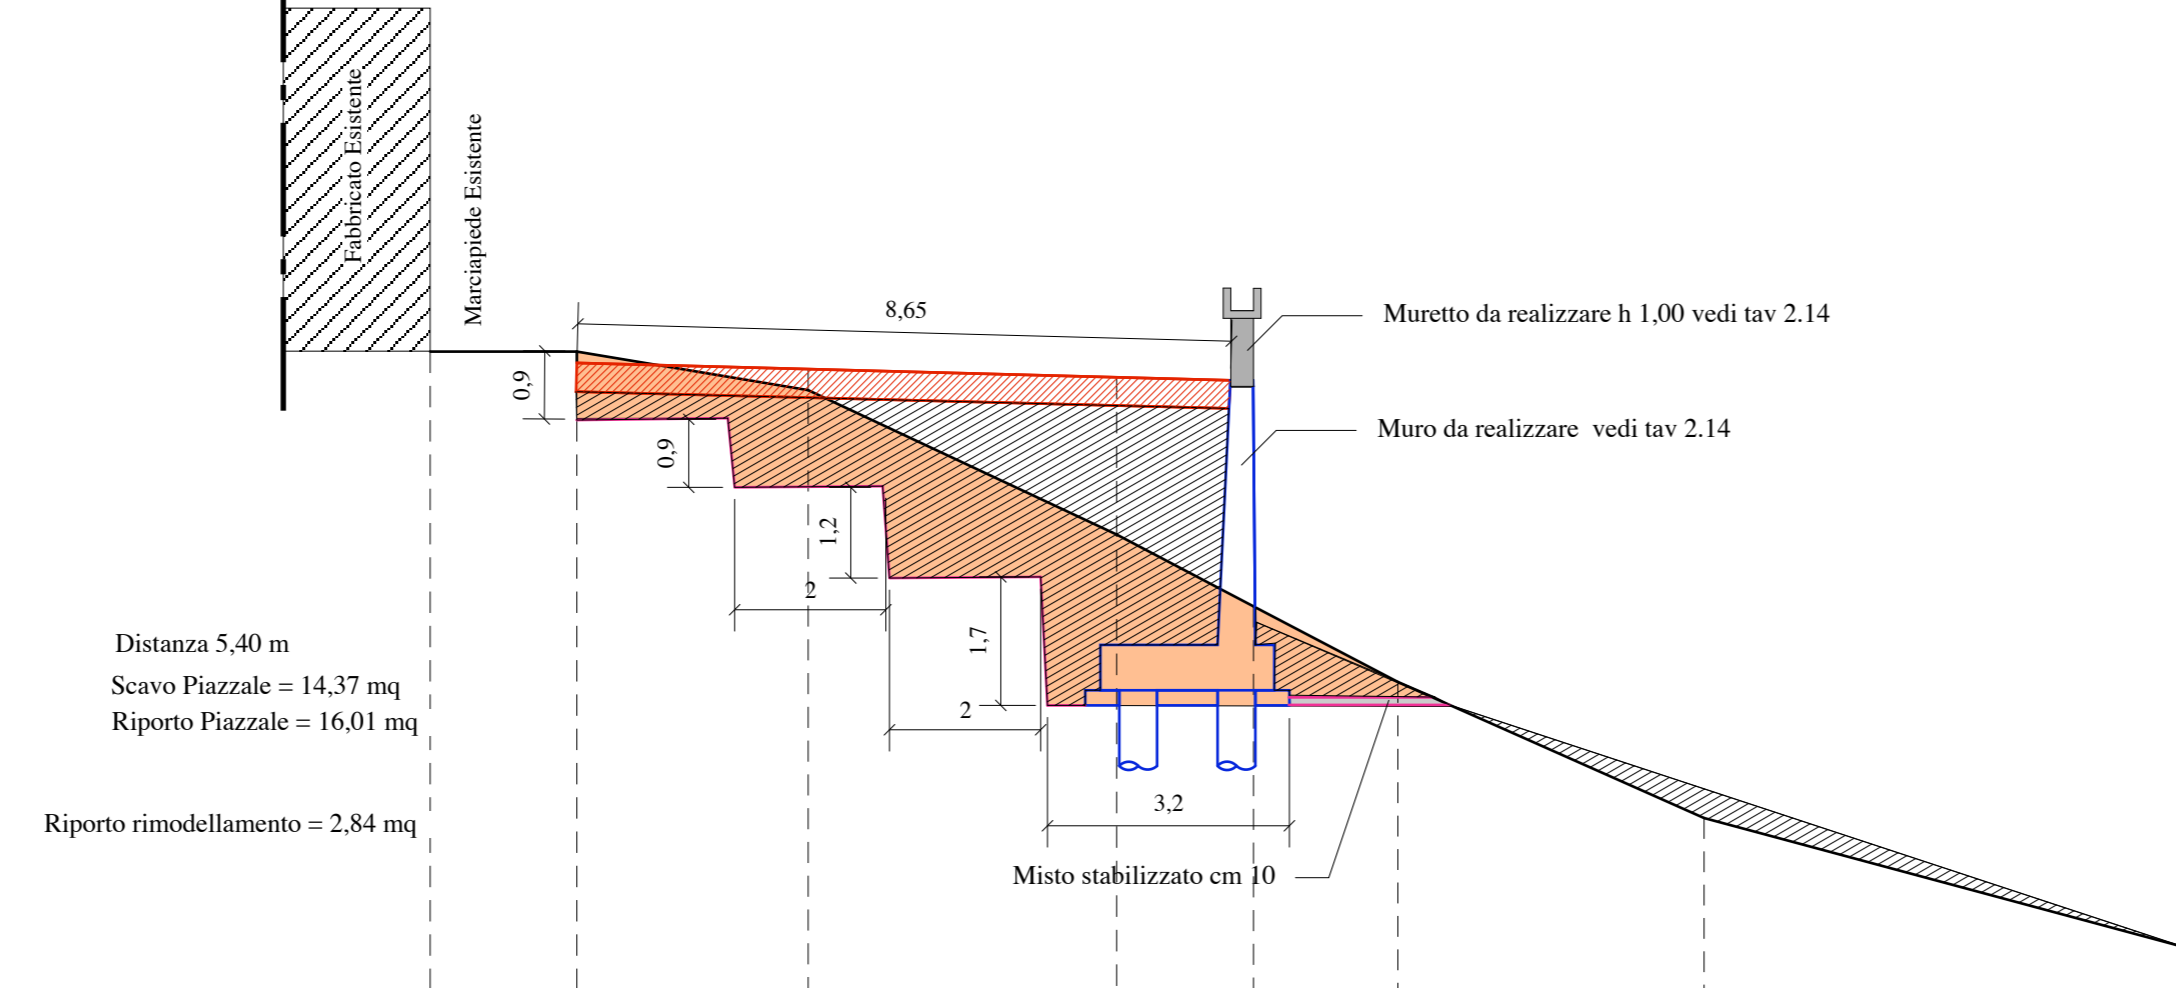 Fabbricato Esistente
Marciapiede Esistente
8,65
Muretto da realizzare h 1,00 vedi tav 2.14
0,9
Muro da realizzare vedi tav 2.14
0,9
1,2
2
1,7
2
Distanza 5,40 m
Scavo Piazzale = 14,37 mq
Riporto Piazzale = 16,01 mq
3,2
Riporto rimodellamento = 2,84 mq
Misto stabilizzato cm 10